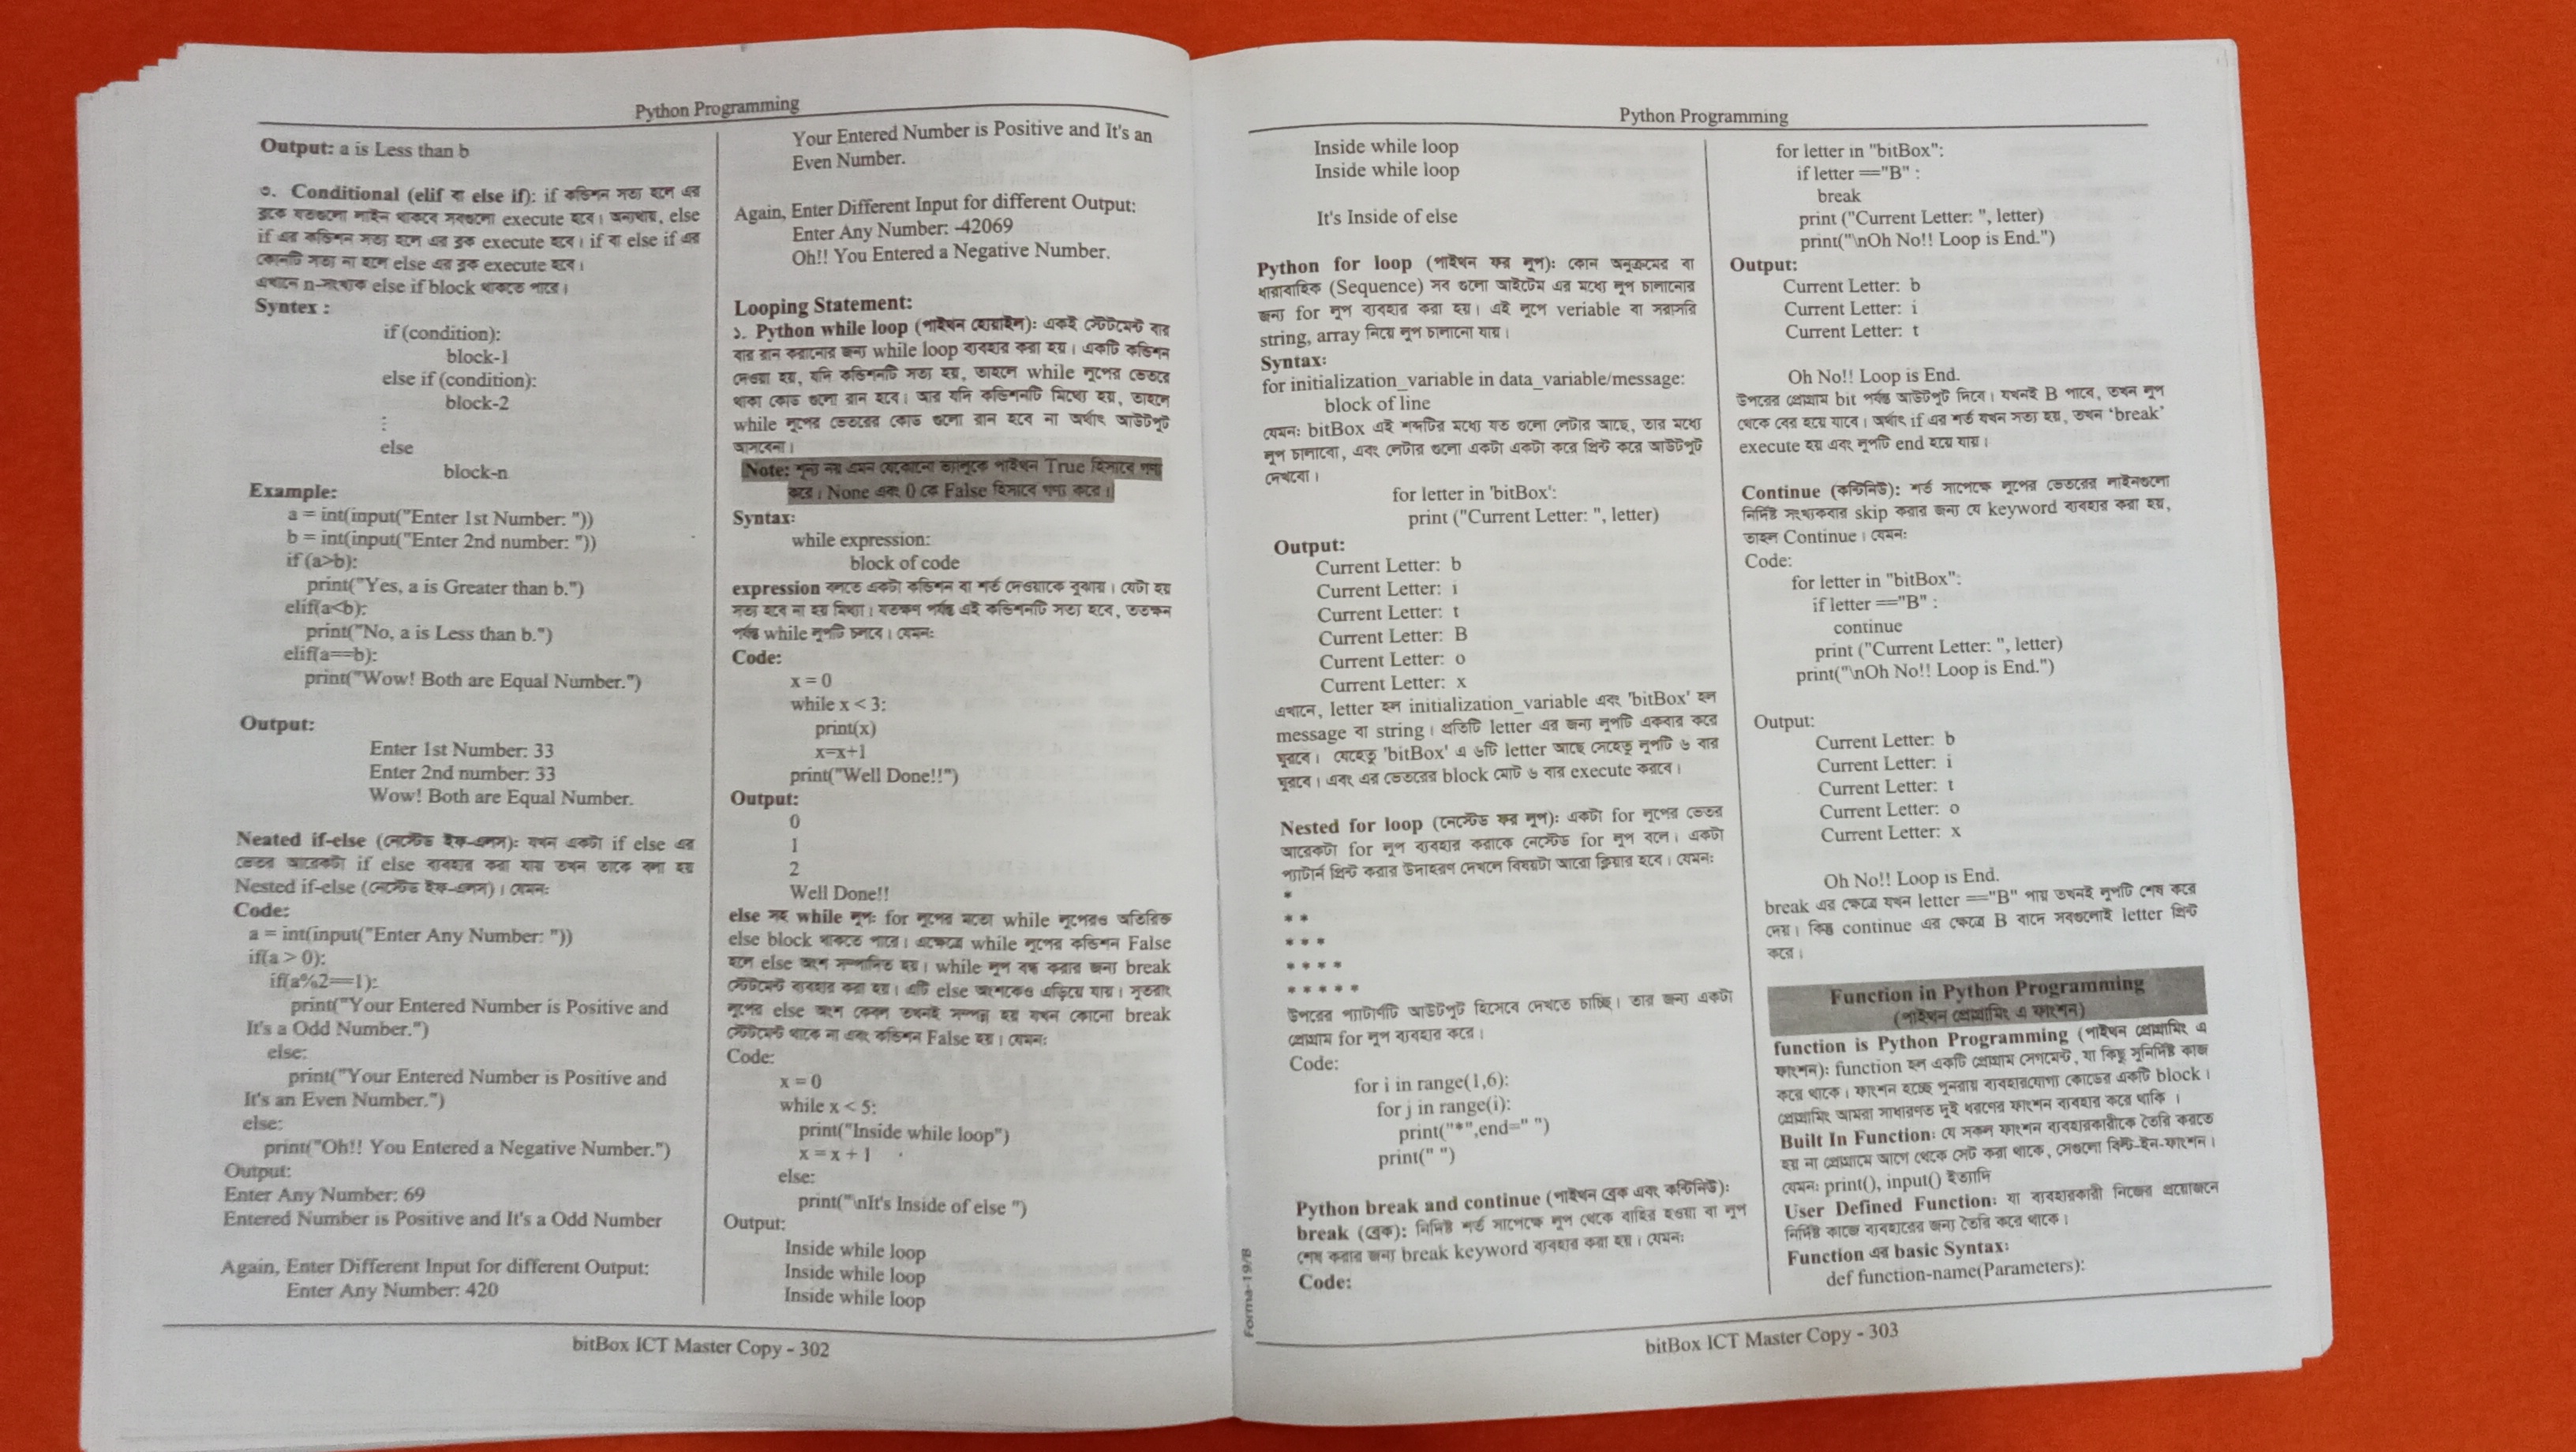 Python Programming
Output: a is Less than b
৩. Conditional (elif বা else if): if কন্ডিশন সত্য হলে এর
ব্লকে যতগুলো লাইন থাকবে সবগুলো execute হবে। অন্যথায়, else
if এর কন্ডিশন সত্য হলে এর ব্লক execute হবে। if বা else if এর
কোনটি সত্য না হলে else এর ব্লক execute হবে।
এখানে n-সংখ্যক else if block থাকতে পারে।
Syntex :
if (condition):
block-1
else if (condition):
block-2
⋮
else
block-n
Example:
a = int(input("Enter 1st Number: "))
b = int(input("Enter 2nd number: "))
if (a>b):
print("Yes, a is Greater than b.")
elif(a<b):
print("No, a is Less than b.")
elif(a==b):
print("Wow! Both are Equal Number.")
Output:
Enter 1st Number: 33
Enter 2nd number: 33
Wow! Both are Equal Number.
Neated if-else (নেস্টেড ইফ-এলস): যখন একটা if else এর
ভেতর আরেকটা if else ব্যবহার করা যায় তখন তাকে বলা হয়
Nested if-else (নেস্টেড ইফ-এলস)। যেমন:
Code:
a = int(input("Enter Any Number: "))
if(a > 0):
if(a%2==1):
print("Your Entered Number is Positive and
It's a Odd Number.")
else:
print("Your Entered Number is Positive and
It's an Even Number.")
else:
print("Oh!! You Entered a Negative Number.")
Output:
Enter Any Number: 69
Entered Number is Positive and It's a Odd Number
Again, Enter Different Input for different Output:
Enter Any Number: 420
Your Entered Number is Positive and It's an
Even Number.
Again, Enter Different Input for different Output:
Enter Any Number: -42069
Oh!! You Entered a Negative Number.
Looping Statement:
১. Python while loop (পাইথন হোয়াইল): একই স্টেটমেন্ট বার
বার রান করানোর জন্য while loop ব্যবহার করা হয়। একটি কন্ডিশন
দেওয়া হয়, যদি কন্ডিশনটি সত্য হয়, তাহলে while লুপের ভেতরে
থাকা কোড গুলো রান হবে। আর যদি কন্ডিশনটি মিথ্যে হয়, তাহলে
while লুপের ভেতরের কোড গুলো রান হবে না অর্থাৎ আউটপুট
আসবেনা।
Note: শূন্য নয় এমন যেকোনো ভ্যালুকে পাইথন True হিসাবে গণ্য
করে। None এবং 0 কে False হিসাবে গণ্য করে।
Syntax:
while expression:
block of code
expression বলতে একটা কন্ডিশন বা শর্ত দেওয়াকে বুঝায়। যেটা হয়
সত্য হবে না হয় মিথ্যা। যতক্ষণ পর্যন্ত এই কন্ডিশনটি সত্য হবে, ততক্ষন
পর্যন্ত while লুপটি চলবে। যেমন:
Code:
x = 0
while x < 3:
print(x)
x=x+1
print("Well Done!!")
Output:
0
1
2
Well Done!!
else সহ while লুপ: for লুপের মতো while লুপেরও অতিরিক্ত
else block থাকতে পারে। এক্ষেত্রে while লুপের কন্ডিশন False
হলে else অংশ সম্পাদিত হয়। while লুপ বন্ধ করার জন্য break
স্টেটমেন্ট ব্যবহার করা হয়। এটি else অংশকেও এড়িয়ে যায়। সুতরাং
লুপের else অংশ কেবল তখনই সম্পন্ন হয় যখন কোনো break
স্টেটমেন্ট থাকে না এবং কন্ডিশন False হয়। যেমন:
Code:
x = 0
while x < 5:
print("Inside while loop")
x = x + 1
else:
print("\nIt's Inside of else ")
Output:
Inside while loop
Inside while loop
Inside while loop
bitBox ICT Master Copy - 302
Python Programming
Inside while loop
Inside while loop
It's Inside of else
Python for loop (পাইথন ফর লুপ): কোন অনুক্রমের বা
ধারাবাহিক (Sequence) সব গুলো আইটেম এর মধ্যে লুপ চালানোর
জন্য for লুপ ব্যবহার করা হয়। এই লুপে veriable বা সরাসরি
string, array নিয়ে লুপ চালানো যায়।
Syntax:
for initialization_variable in data_variable/message:
block of line
যেমন: bitBox এই শব্দটির মধ্যে যত গুলো লেটার আছে, তার মধ্যে
লুপ চালাবো, এবং লেটার গুলো একটা একটা করে প্রিন্ট করে আউটপুট
দেখবো।
for letter in 'bitBox':
print ("Current Letter: ", letter)
Output:
Current Letter: b
Current Letter: i
Current Letter: t
Current Letter: B
Current Letter: o
Current Letter: x
এখানে, letter হল initialization_variable এবং 'bitBox' হল
message বা string। প্রতিটি letter এর জন্য লুপটি একবার করে
ঘুরবে। যেহেতু 'bitBox' এ ৬টি letter আছে সেহেতু লুপটি ৬ বার
ঘুরবে। এবং এর ভেতরের block মোট ৬ বার execute করবে।
Nested for loop (নেস্টেড ফর লুপ): একটা for লুপের ভেতর
আরেকটা for লুপ ব্যবহার করাকে নেস্টেড for লুপ বলে। একটা
প্যাটার্ন প্রিন্ট করার উদাহরণ দেখলে বিষয়টা আরো ক্লিয়ার হবে। যেমন:
*
* *
* * *
* * * *
* * * * *
উপরের প্যাটার্ণটি আউটপুট হিসেবে দেখতে চাচ্ছি। তার জন্য একটা
প্রোগ্রাম for লুপ ব্যবহার করে।
Code:
for i in range(1,6):
for j in range(i):
print("*",end=" ")
print(" ")
Python break and continue (পাইথন ব্রেক এবং কন্টিনিউ):
break (ব্রেক): নির্দিষ্ট শর্ত সাপেক্ষে লুপ থেকে বাহির হওয়া বা লুপ
শেষ করার জন্য break keyword ব্যবহার করা হয়। যেমন:
Code:
Forma-19/B
for letter in "bitBox":
if letter =="B" :
break
print ("Current Letter: ", letter)
print("\nOh No!! Loop is End.")
Output:
Current Letter: b
Current Letter: i
Current Letter: t
Oh No!! Loop is End.
উপরের প্রোগ্রাম bit পর্যন্ত আউটপুট দিবে। যখনই B পাবে, তখন লুপ
থেকে বের হয়ে যাবে। অর্থাৎ if এর শর্ত যখন সত্য হয়, তখন ‘break’
execute হয় এবং লুপটি end হয়ে যায়।
Continue (কন্টিনিউ): শর্ত সাপেক্ষে লুপের ভেতরের লাইনগুলো
নির্দিষ্ট সংখ্যকবার skip করার জন্য যে keyword ব্যবহার করা হয়,
তাহল Continue। যেমন:
Code:
for letter in "bitBox":
if letter =="B" :
continue
print ("Current Letter: ", letter)
print("\nOh No!! Loop is End.")
Output:
Current Letter: b
Current Letter: i
Current Letter: t
Current Letter: o
Current Letter: x
Oh No!! Loop is End.
break এর ক্ষেত্রে যখন letter =="B" পায় তখনই লুপটি শেষ করে
দেয়। কিন্তু continue এর ক্ষেত্রে B বাদে সবগুলোই letter প্রিন্ট
করে।
Function in Python Programming
(পাইথন প্রোগ্রামিং এ ফাংশন)
function is Python Programming (পাইথন প্রোগ্রামিং এ
ফাংশন): function হল একটি প্রোগ্রাম সেগমেন্ট, যা কিছু সুনির্দিষ্ট কাজ
করে থাকে। ফাংশন হচ্ছে পুনরায় ব্যবহারযোগ্য কোডের একটি block।
প্রোগ্রামিং আমরা সাধারণত দুই ধরণের ফাংশন ব্যবহার করে থাকি ।
Built In Function: যে সকল ফাংশন ব্যবহারকারীকে তৈরি করতে
হয় না প্রোগ্রামে আগে থেকে সেট করা থাকে, সেগুলো বিল্ট-ইন-ফাংশন।
যেমন: print(), input() ইত্যাদি
User Defined Function: যা ব্যবহারকারী নিজের প্রয়োজনে
নির্দিষ্ট কাজে ব্যবহারের জন্য তৈরি করে থাকে।
Function এর basic Syntax:
def function-name(Parameters):
bitBox ICT Master Copy - 303